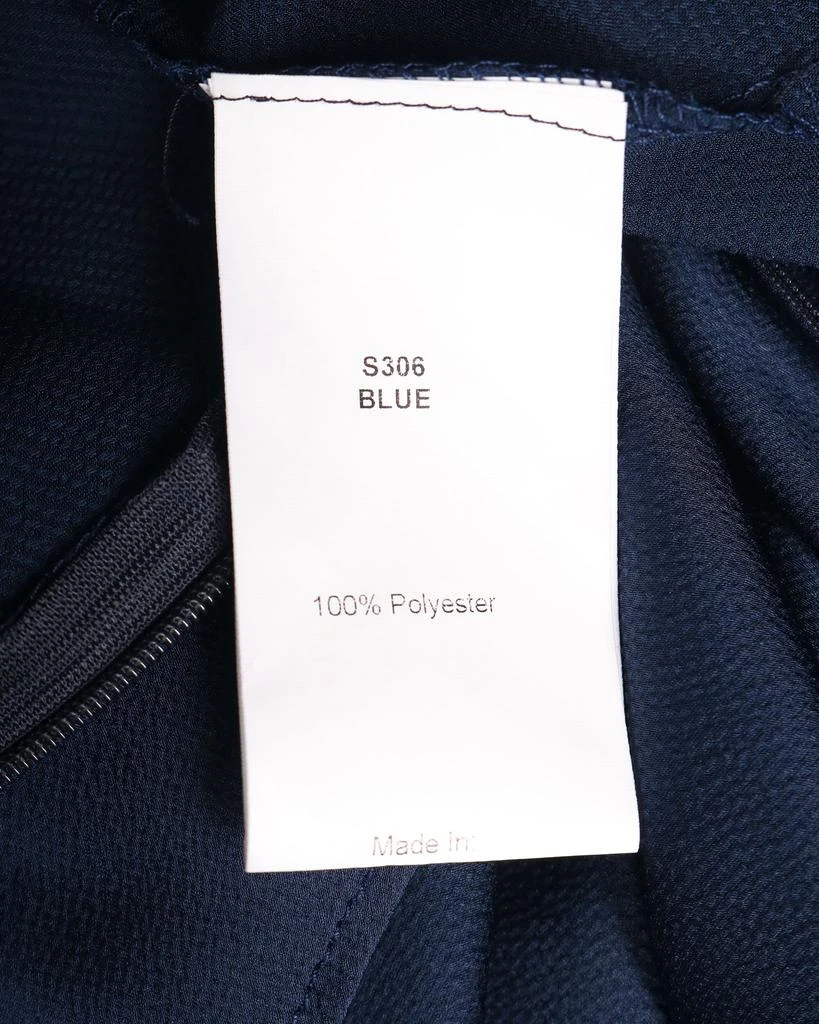 S306
BLUE
100% Polyester
Made In: